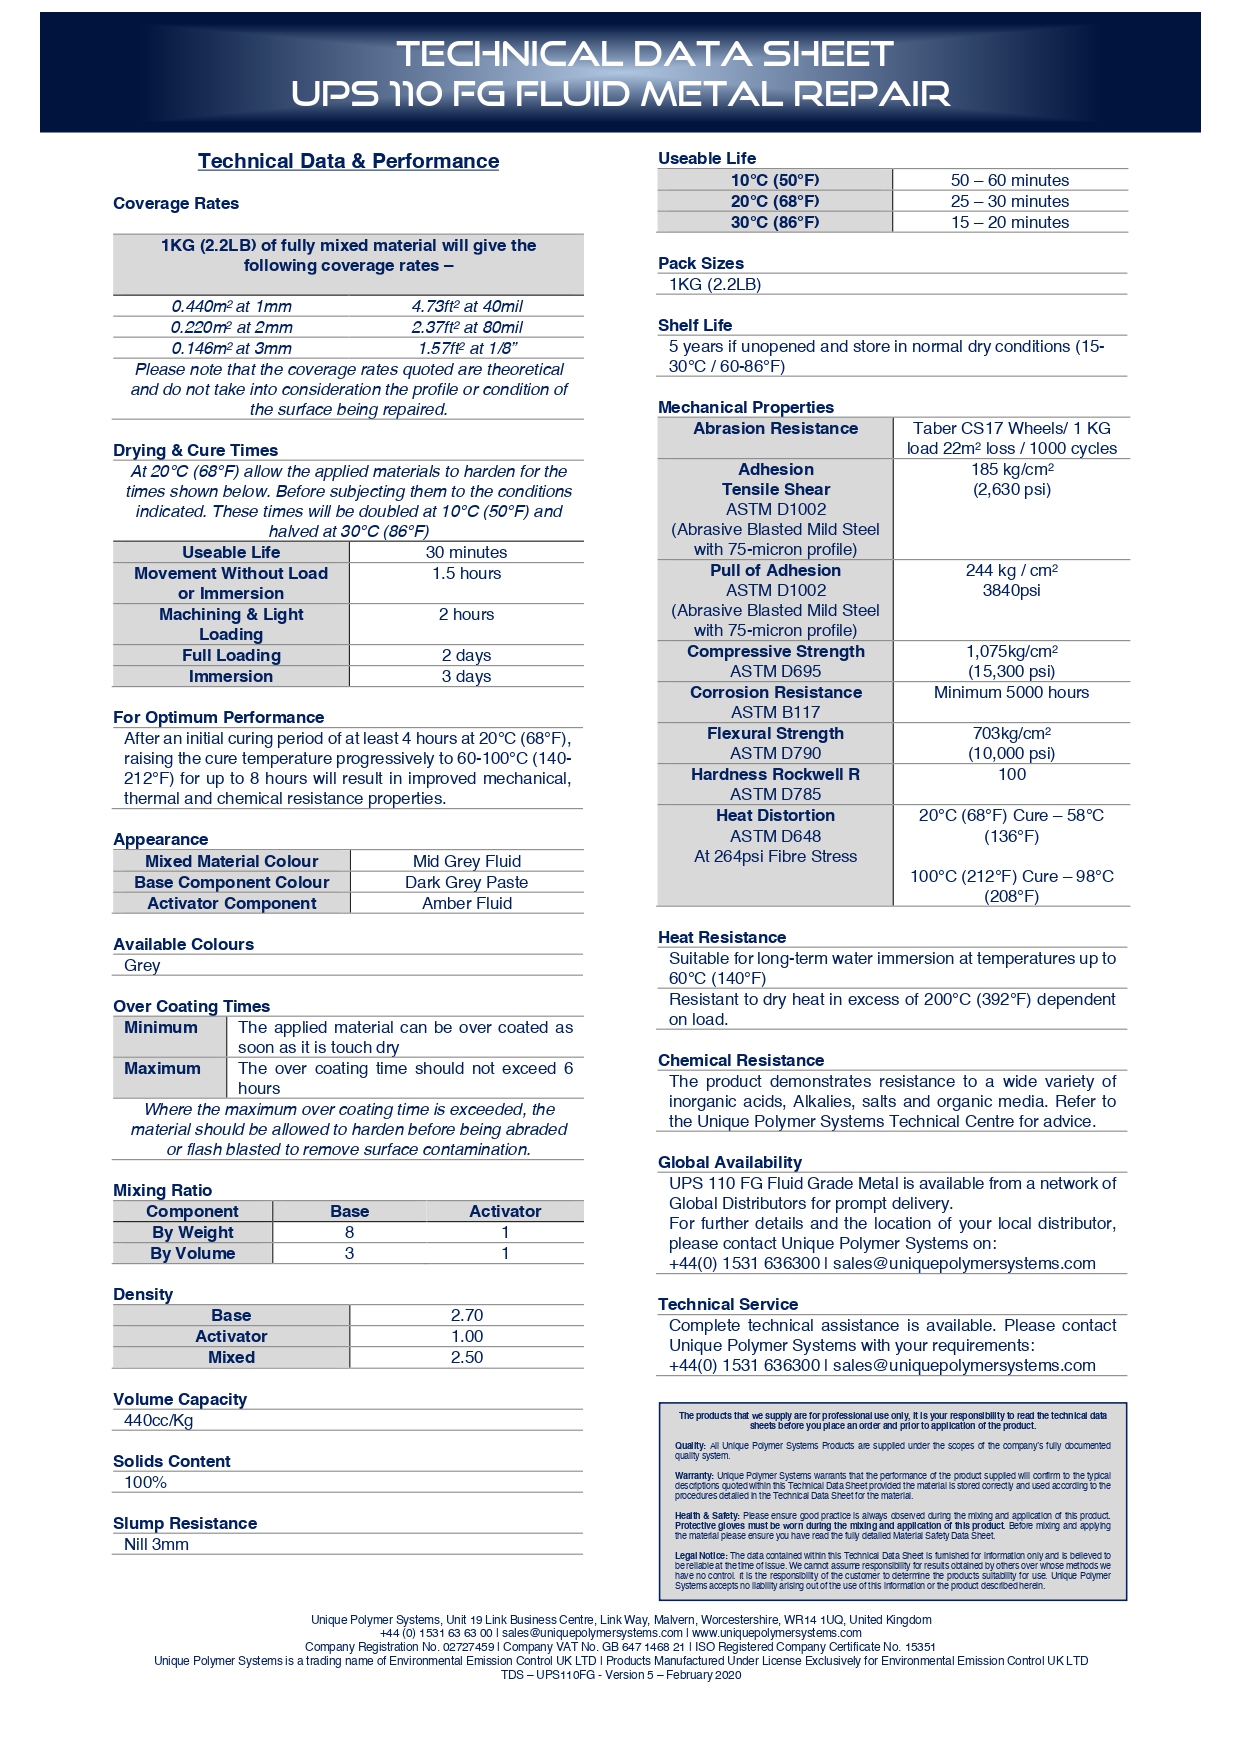 TECHNICAL DATA SHEET
UPS 110 FG FLUID METAL REPAIR
Technical Data & Performance
Coverage Rates
1KG (2.2LB) of fully mixed material will give the
following coverage rates –
0.440m² at 1mm 4.73ft² at 40mil
0.220m² at 2mm 2.37ft² at 80mil
0.146m² at 3mm 1.57ft² at 1/8”
Please note that the coverage rates quoted are theoretical
and do not take into consideration the profile or condition of
the surface being repaired.
Drying & Cure Times
At 20°C (68°F) allow the applied materials to harden for the
times shown below. Before subjecting them to the conditions
indicated. These times will be doubled at 10°C (50°F) and
halved at 30°C (86°F)
Useable Life 30 minutes
Movement Without Load 1.5 hours
or Immersion
Machining & Light 2 hours
Loading
Full Loading 2 days
Immersion 3 days
For Optimum Performance
After an initial curing period of at least 4 hours at 20°C (68°F),
raising the cure temperature progressively to 60-100°C (140-
212°F) for up to 8 hours will result in improved mechanical,
thermal and chemical resistance properties.
Appearance
Mixed Material Colour Mid Grey Fluid
Base Component Colour Dark Grey Paste
Activator Component Amber Fluid
Available Colours
Grey
Over Coating Times
Minimum The applied material can be over coated as
soon as it is touch dry
Maximum The over coating time should not exceed 6
hours
Where the maximum over coating time is exceeded, the
material should be allowed to harden before being abraded
or flash blasted to remove surface contamination.
Mixing Ratio
Component Base Activator
By Weight 8 1
By Volume 3 1
Density
Base 2.70
Activator 1.00
Mixed 2.50
Volume Capacity
440cc/Kg
Solids Content
100%
Slump Resistance
Nill 3mm
Useable Life
10°C (50°F) 50 – 60 minutes
20°C (68°F) 25 – 30 minutes
30°C (86°F) 15 – 20 minutes
Pack Sizes
1KG (2.2LB)
Shelf Life
5 years if unopened and store in normal dry conditions (15-
30°C / 60-86°F)
Mechanical Properties
Abrasion Resistance Taber CS17 Wheels/ 1 KG
load 22m² loss / 1000 cycles
Adhesion 185 kg/cm²
Tensile Shear (2,630 psi)
ASTM D1002
(Abrasive Blasted Mild Steel
with 75-micron profile)
Pull of Adhesion 244 kg / cm²
ASTM D1002 3840psi
(Abrasive Blasted Mild Steel
with 75-micron profile)
Compressive Strength 1,075kg/cm²
ASTM D695 (15,300 psi)
Corrosion Resistance Minimum 5000 hours
ASTM B117
Flexural Strength 703kg/cm²
ASTM D790 (10,000 psi)
Hardness Rockwell R 100
ASTM D785
Heat Distortion 20°C (68°F) Cure – 58°C
ASTM D648 (136°F)
At 264psi Fibre Stress
100°C (212°F) Cure – 98°C
(208°F)
Heat Resistance
Suitable for long-term water immersion at temperatures up to
60°C (140°F)
Resistant to dry heat in excess of 200°C (392°F) dependent
on load.
Chemical Resistance
The product demonstrates resistance to a wide variety of
inorganic acids, Alkalies, salts and organic media. Refer to
the Unique Polymer Systems Technical Centre for advice.
Global Availability
UPS 110 FG Fluid Grade Metal is available from a network of
Global Distributors for prompt delivery.
For further details and the location of your local distributor,
please contact Unique Polymer Systems on:
+44(0) 1531 636300 | sales@uniquepolymersystems.com
Technical Service
Complete technical assistance is available. Please contact
Unique Polymer Systems with your requirements:
+44(0) 1531 636300 | sales@uniquepolymersystems.com
The products that we supply are for professional use only, it is your responsibility to read the technical data
sheets before you place an order and prior to application of the product.
Quality: All Unique Polymer Systems Products are supplied under the scopes of the company's fully documented
quality system.
Warranty: Unique Polymer Systems warrants that the performance of the product supplied will confirm to the typical
descriptions quoted within this Technical Data Sheet provided the material is stored correctly and used according to the
procedures detailed in the Technical Data Sheet for the material.
Health & Safety: Please ensure good practice is always observed during the mixing and application of this product.
Protective gloves must be worn during the mixing and application of this product. Before mixing and applying
the material please ensure you have read the fully detailed Material Safety Data Sheet.
Legal Notice: The data contained within this Technical Data Sheet is furnished for information only and is believed to
be reliable at the time of issue. We cannot assume responsibility for results obtained by others over whose methods we
have no control. It is the responsibility of the customer to determine the products suitability for use. Unique Polymer
Systems accepts no liability arising out of the use of this information or the product described herein.
Unique Polymer Systems, Unit 19 Link Business Centre, Link Way, Malvern, Worcestershire, WR14 1UQ, United Kingdom
+44 (0) 1531 63 63 00 | sales@uniquepolymersystems.com | www.uniquepolymersystems.com
Company Registration No. 02727459 | Company VAT No. GB 647 1468 21 | ISO Registered Company Certificate No. 15351
Unique Polymer Systems is a trading name of Environmental Emission Control UK LTD | Products Manufactured Under License Exclusively for Environmental Emission Control UK LTD
TDS – UPS110FG - Version 5 – February 2020